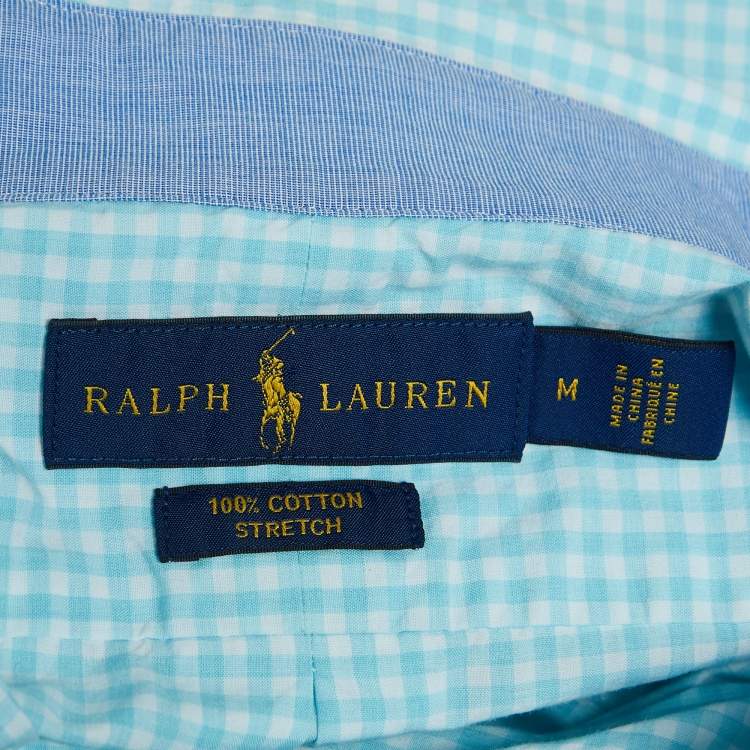 RALPH LAUREN
M
MADE IN
CHINA
FABRIQUÉ EN
CHINE
100% COTTON
STRETCH